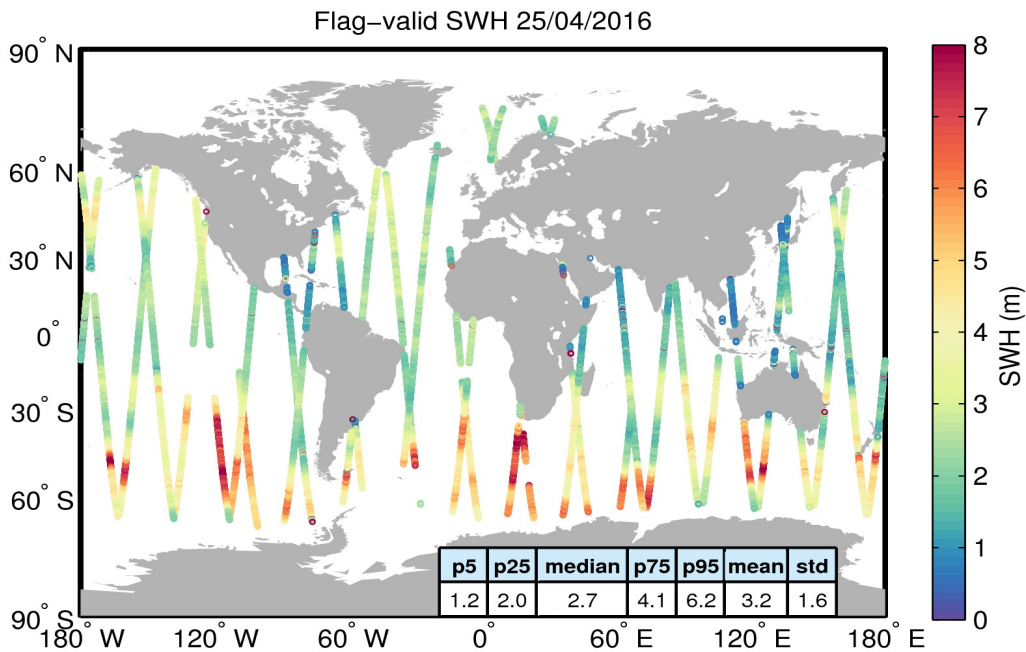 Flag−valid SWH 25/04/2016
90° N
60° N
30° N
0°
30° S
60° S
90° S
180° W
120° W
60° W
0°
60° E
120° E
180° E
p5 p25 median p75 p95 mean std
1.2 2.0 2.7 4.1 6.2 3.2 1.6
8
7
6
5
4
3
2
1
0
SWH (m)